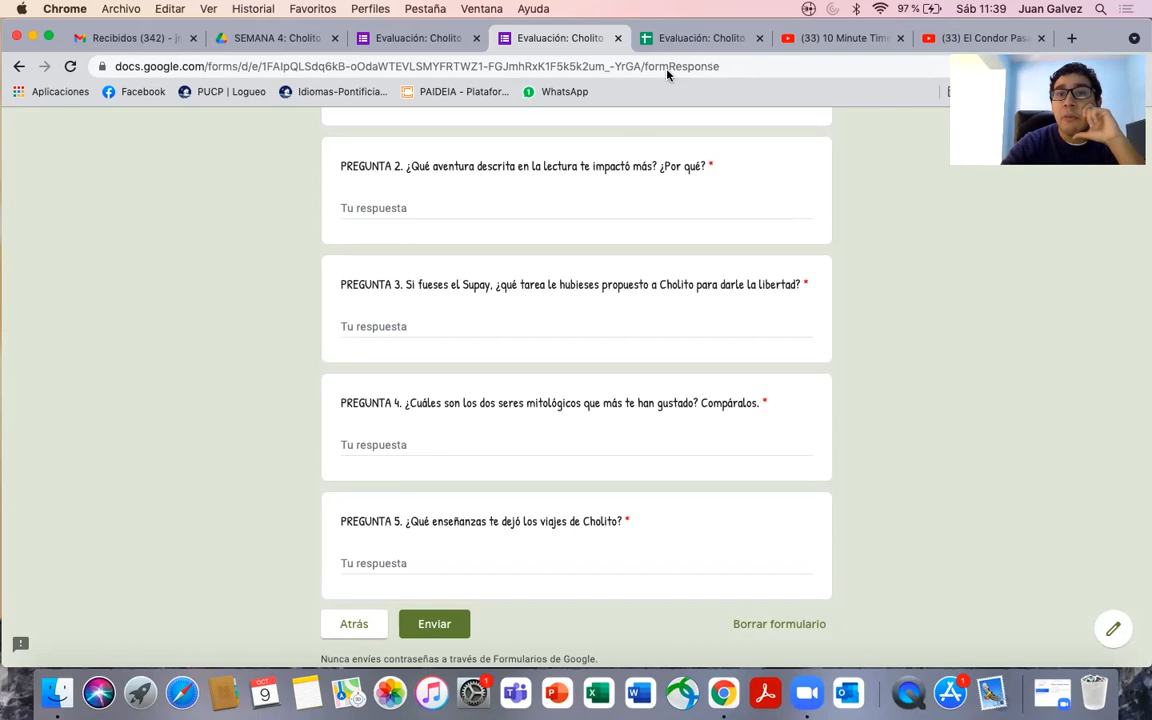 Chrome Archivo Editar Ver Historial Favoritos Perfiles Pestaña Ventana Ayuda 97 % Sáb 11:39 Juan Galvez
Recibidos (342) - j SEMANA 4: Cholito Evaluación: Cholito Evaluación: Cholito Evaluación: Cholito (33) 10 Minute Time (33) El Condor Pas
docs.google.com/forms/d/e/1FAIpQLSdq6kB-oOdaWTEVLSMYFRTWZ1-FGJmhRxK1F5k5k2um_-YrGA/formResponse
Aplicaciones Facebook PUCP | Logueo Idiomas-Pontificia... PAIDEIA - Platafor... WhatsApp
PREGUNTA 2. ¿Qué aventura descrita en la lectura te impactó más? ¿Por qué? *
Tu respuesta
PREGUNTA 3. Si fueses el Supay, ¿qué tarea le hubieses propuesto a Cholito para darle la libertad? *
Tu respuesta
PREGUNTA 4. ¿Cuáles son los dos seres mitológicos que más te han gustado? Compáralos. *
Tu respuesta
PREGUNTA 5. ¿Qué enseñanzas te dejó los viajes de Cholito? *
Tu respuesta
Atrás Enviar Borrar formulario
Nunca envíes contraseñas a través de Formularios de Google.
OCT
9
1
1